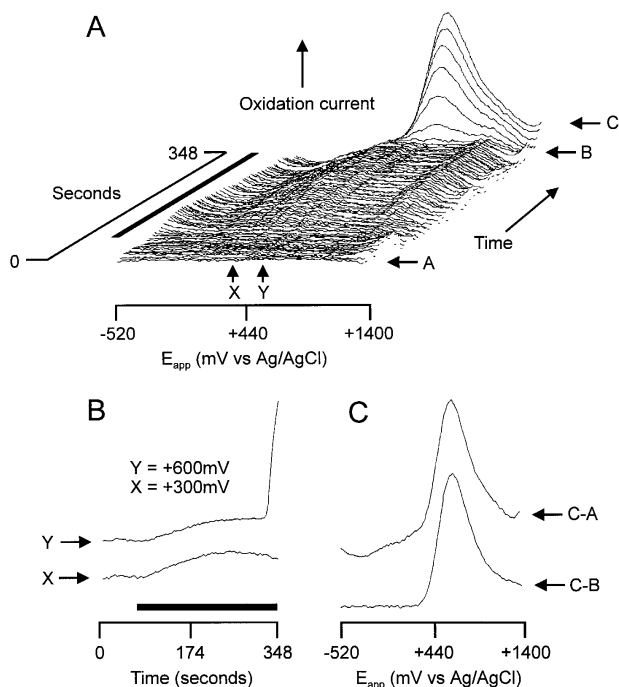 A
Oxidation current
C
B
348
Seconds
Time
0
A
X Y
-520 +440 +1400
Eapp (mV vs Ag/AgCl)
B
C
Y = +600mV
X = +300mV
Y
X
C-A
C-B
0 174 348
Time (seconds)
-520 +440 +1400
Eapp (mV vs Ag/AgCl)